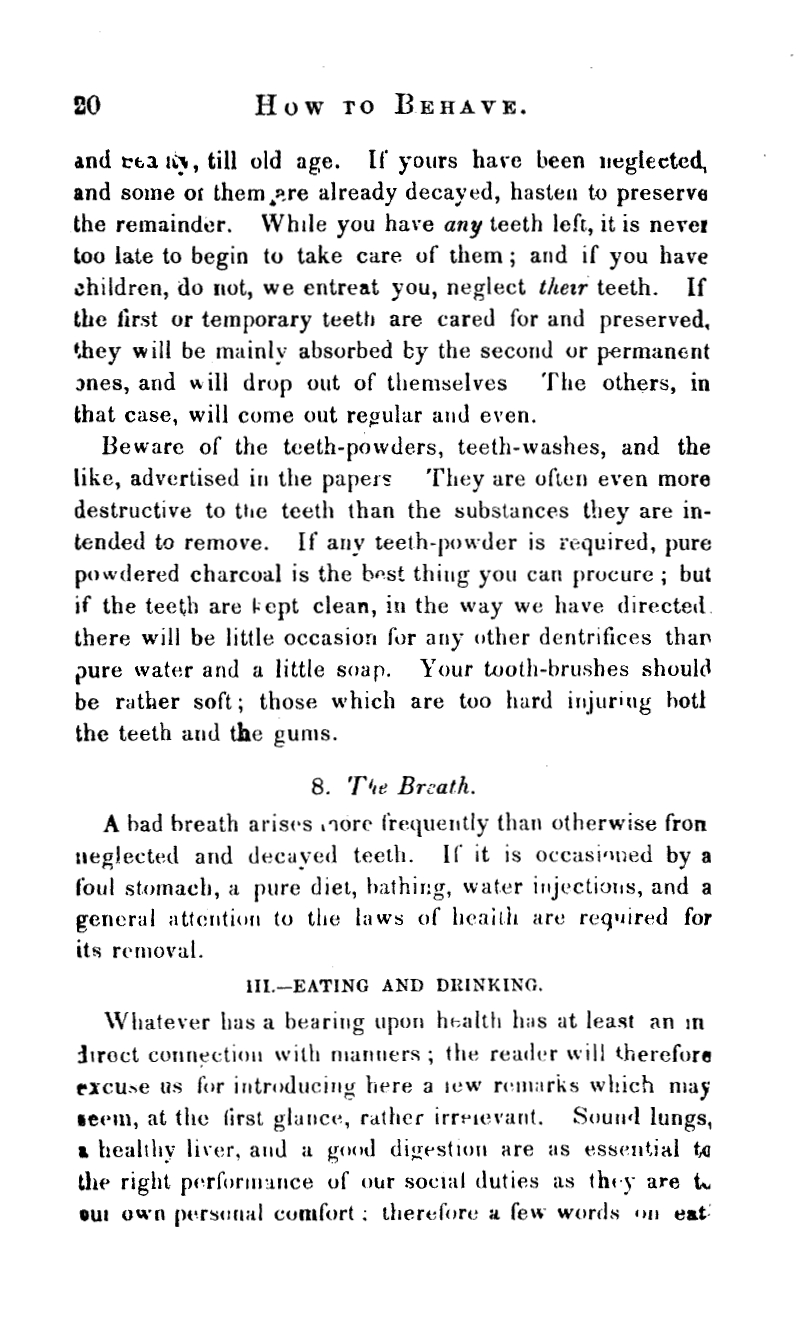 20 HOW TO BEHAVE.
and ready, till old age. If yours have been neglected,
and some of them are already decayed, hasten to preserve
the remainder. While you have any teeth left, it is never
too late to begin to take care of them; and if you have
children, do not, we entreat you, neglect their teeth. If
the first or temporary teeth are cared for and preserved,
they will be mainly absorbed by the second or permanent
ones, and will drop out of themselves The others, in
that case, will come out regular and even.
Beware of the teeth-powders, teeth-washes, and the
like, advertised in the papers They are often even more
destructive to the teeth than the substances they are in-
tended to remove. If any teeth-powder is required, pure
powdered charcoal is the best thing you can procure; but
if the teeth are kept clean, in the way we have directed
there will be little occasion for any other dentrifices than
pure water and a little soap. Your tooth-brushes should
be rather soft; those which are too hard injuring both
the teeth and the gums.
8. The Breath.
A bad breath arises more frequently than otherwise from
neglected and decayed teeth. If it is occasioned by a
foul stomach, a pure diet, bathing, water injections, and a
general attention to the laws of health are required for
its removal.
III.—EATING AND DRINKING.
Whatever has a bearing upon health has at least an in
direct connection with manners; the reader will therefore
excuse us for introducing here a few remarks which may
seem, at the first glance, rather irrelevant. Sound lungs,
a healthy liver, and a good digestion are as essential to
the right performance of our social duties as they are to
our own personal comfort: therefore a few words on eat